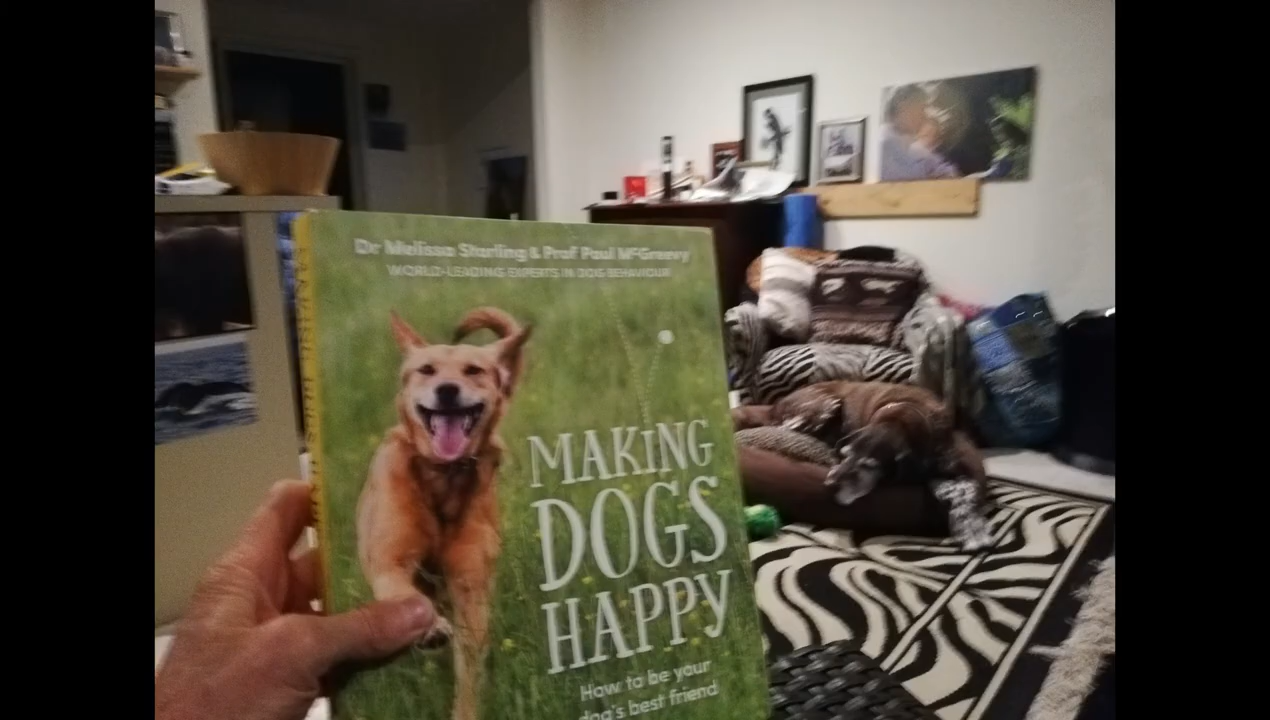 Dr Melissa Starling & Prof Paul McGreevy
WORLD-LEADING EXPERTS IN DOG BEHAVIOUR
MAKING
DOGS
HAPPY
How to be your
dog's best friend